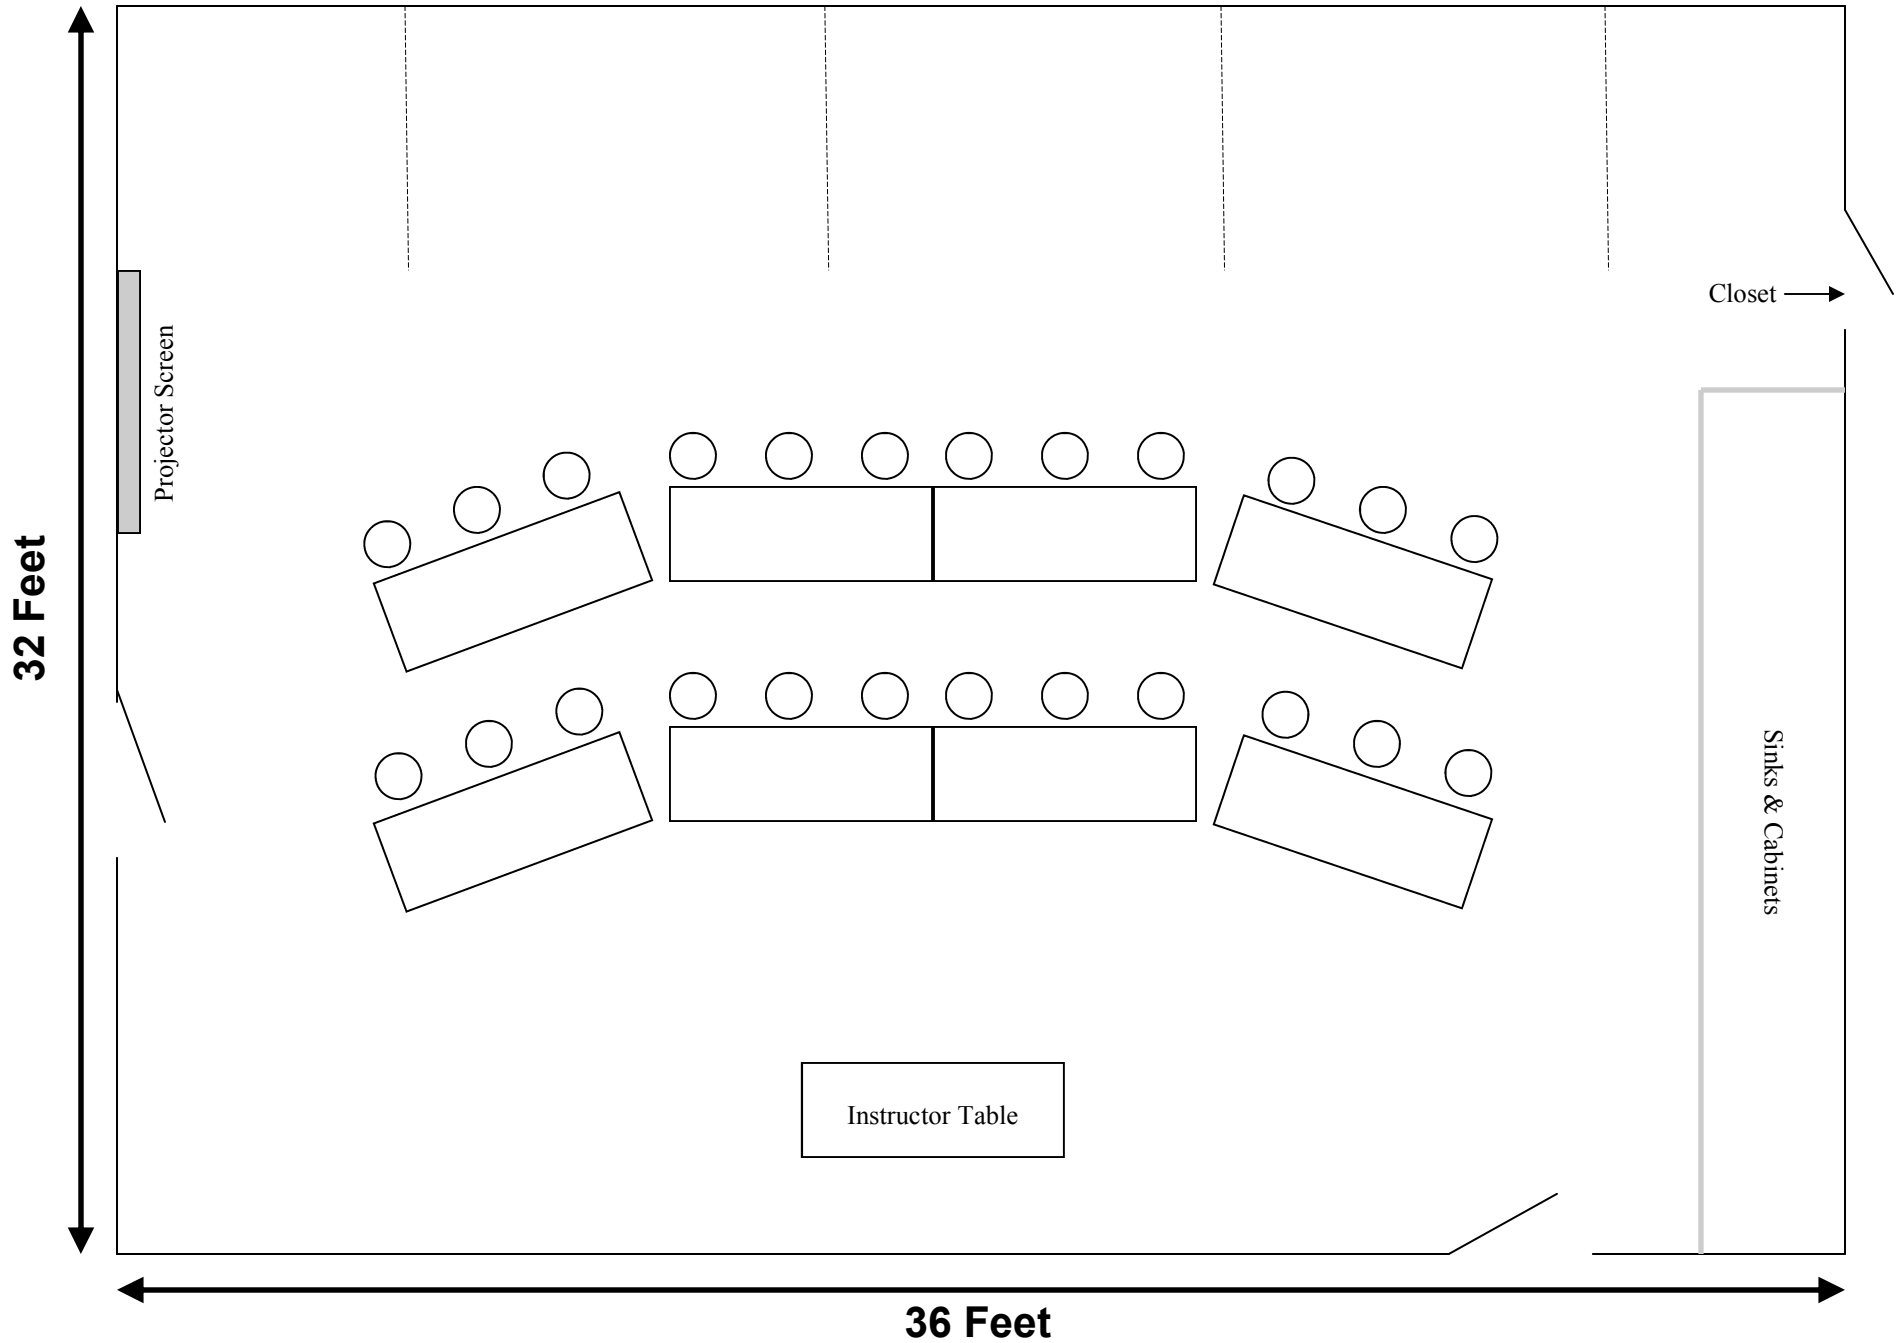 Closet
Projector Screen
32 Feet
Sinks & Cabinets
Instructor Table
36 Feet